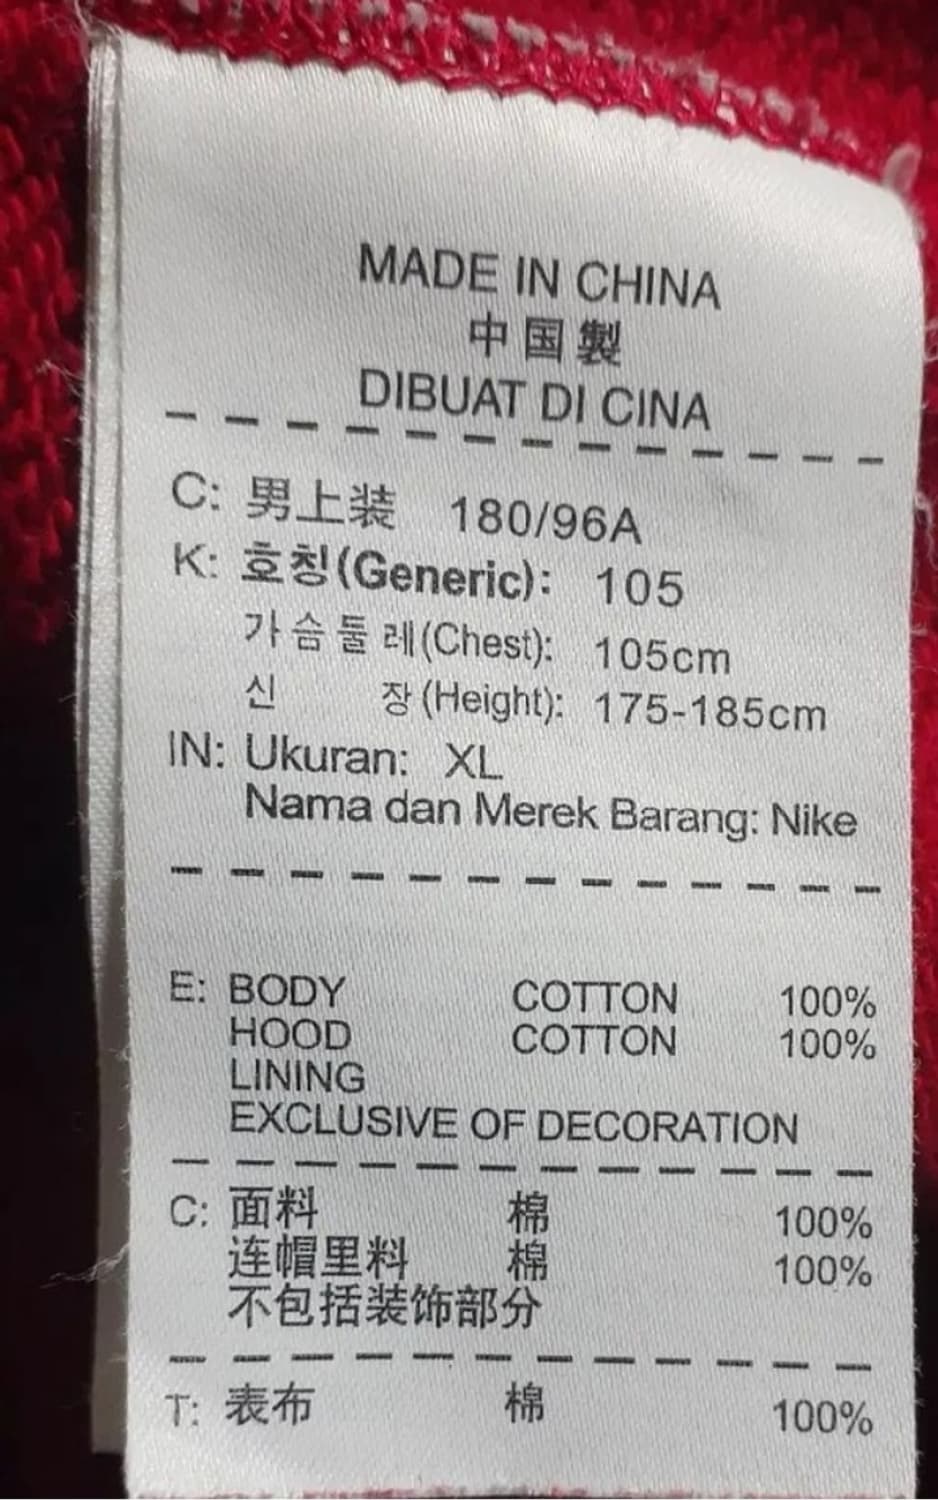 MADE IN CHINA
中国製
DIBUAT DI CINA
C: 男上装 180/96A
K: 호칭(Generic): 105
가슴둘레(Chest): 105cm
신 장(Height): 175-185cm
IN: Ukuran: XL
Nama dan Merek Barang: Nike
E: BODY COTTON 100%
HOOD COTTON 100%
LINING
EXCLUSIVE OF DECORATION
C: 面料 棉 100%
连帽里料 棉 100%
不包括装饰部分
T: 表布 棉 100%